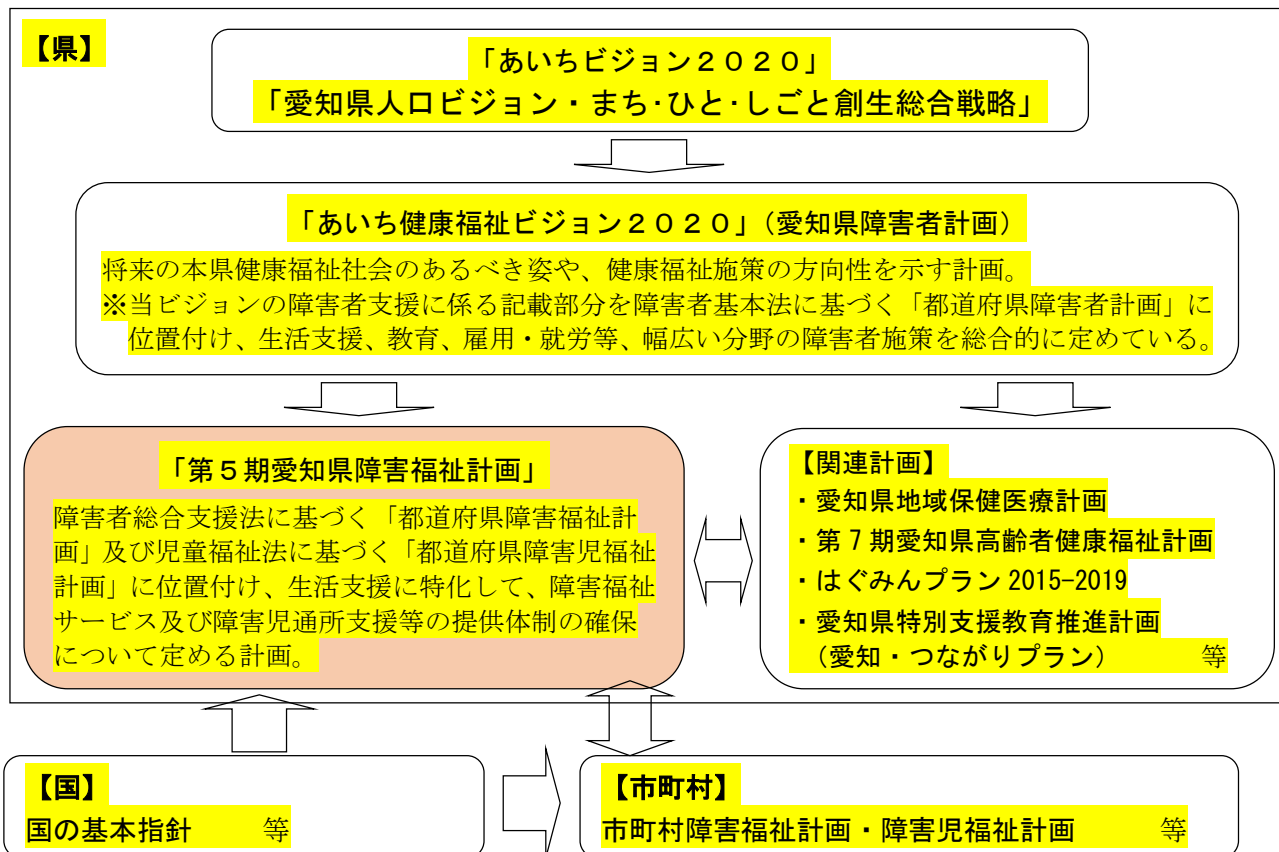 【県】
「あいちビジョン２０２０」
「愛知県人口ビジョン・まち･ひと･しごと創生総合戦略」
「あいち健康福祉ビジョン２０２０」（愛知県障害者計画）
将来の本県健康福祉社会のあるべき姿や、健康福祉施策の方向性を示す計画。
※当ビジョンの障害者支援に係る記載部分を障害者基本法に基づく「都道府県障害者計画」に
位置付け、生活支援、教育、雇用・就労等、幅広い分野の障害者施策を総合的に定めている。
「第５期愛知県障害福祉計画」
障害者総合支援法に基づく「都道府県障害福祉計
画」及び児童福祉法に基づく「都道府県障害児福祉
計画」に位置付け、生活支援に特化して、障害福祉
サービス及び障害児通所支援等の提供体制の確保
について定める計画。
【関連計画】
・愛知県地域保健医療計画
・第７期愛知県高齢者健康福祉計画
・はぐみんプラン 2015-2019
・愛知県特別支援教育推進計画
（愛知・つながりプラン）　　　等
【国】
国の基本指針　　　等
【市町村】
市町村障害福祉計画・障害児福祉計画　　　等